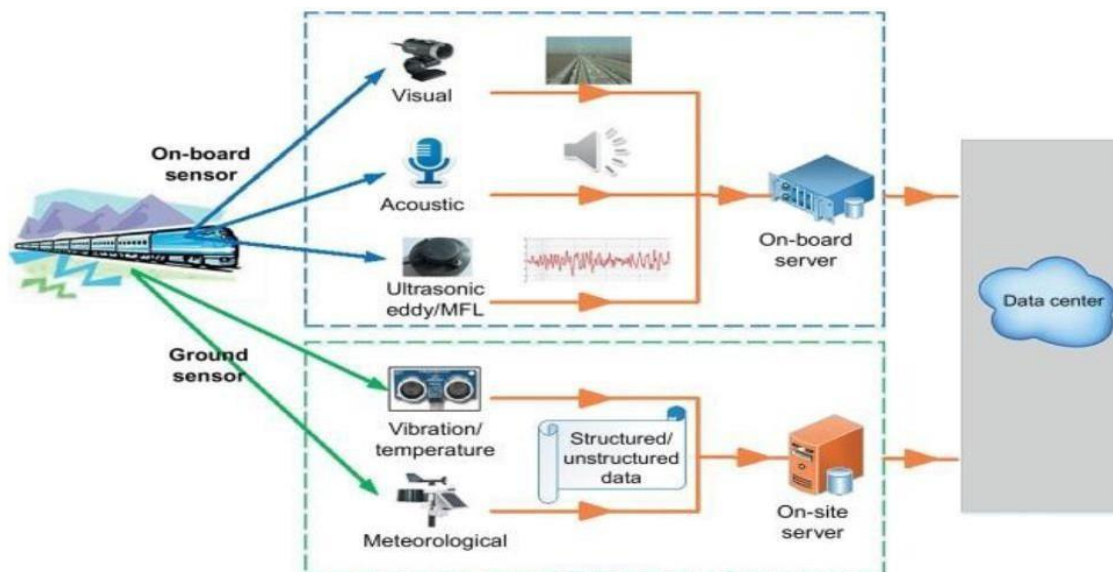 Visual
On-board
sensor
Acoustic
On-board
server
Ultrasonic
eddy/MFL
Data center
Ground
sensor
Vibration/
temperature
Structured/
unstructured
data
On-site
server
Meteorological